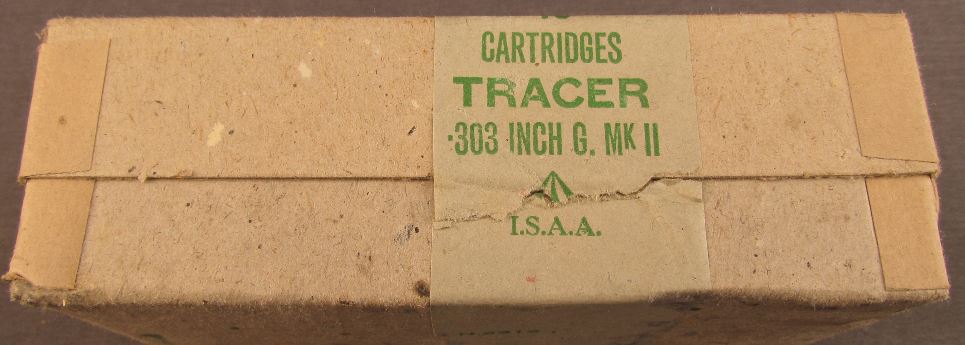 CARTRIDGES
TRACER
·303 INCH G. MK II
I.S.A.A.